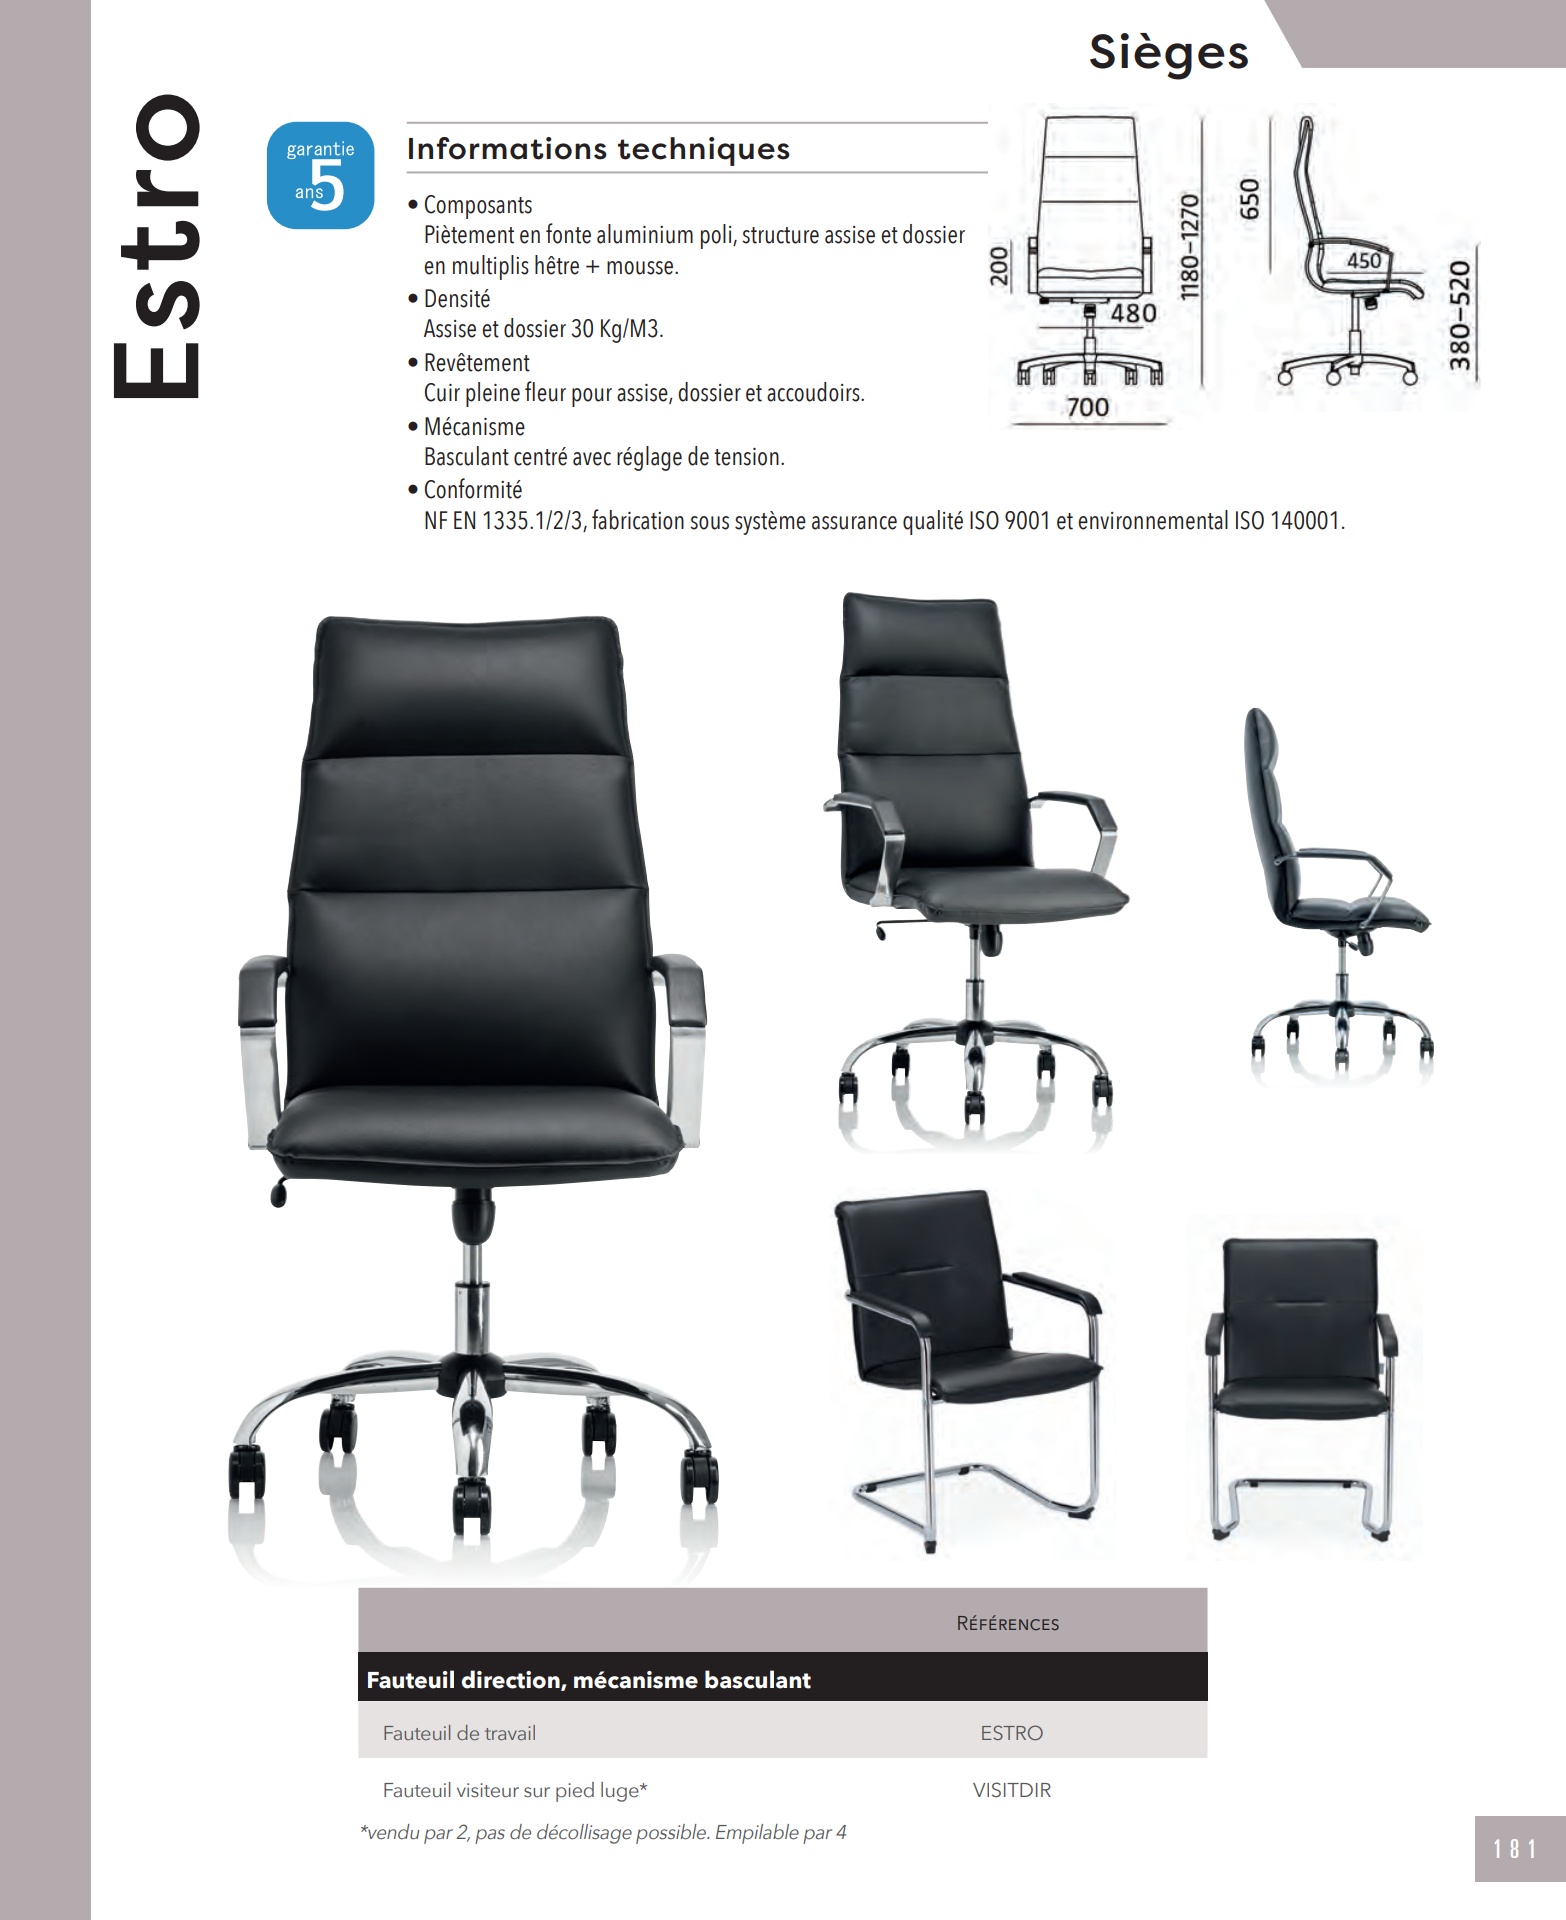 Sièges
Estro
garantie
5
ans
Informations techniques
• Composants
Piètement en fonte aluminium poli, structure assise et dossier
en multiplis hêtre + mousse.
• Densité
Assise et dossier 30 Kg/M3.
• Revêtement
Cuir pleine fleur pour assise, dossier et accoudoirs.
• Mécanisme
Basculant centré avec réglage de tension.
• Conformité
NF EN 1335.1/2/3, fabrication sous système assurance qualité ISO 9001 et environnemental ISO 140001.
200
480
700
1180-1270
650
450
380-520
RÉFÉRENCES
Fauteuil direction, mécanisme basculant
Fauteuil de travail ESTRO
Fauteuil visiteur sur pied luge* VISITDIR
*vendu par 2, pas de décollisage possible. Empilable par 4
181